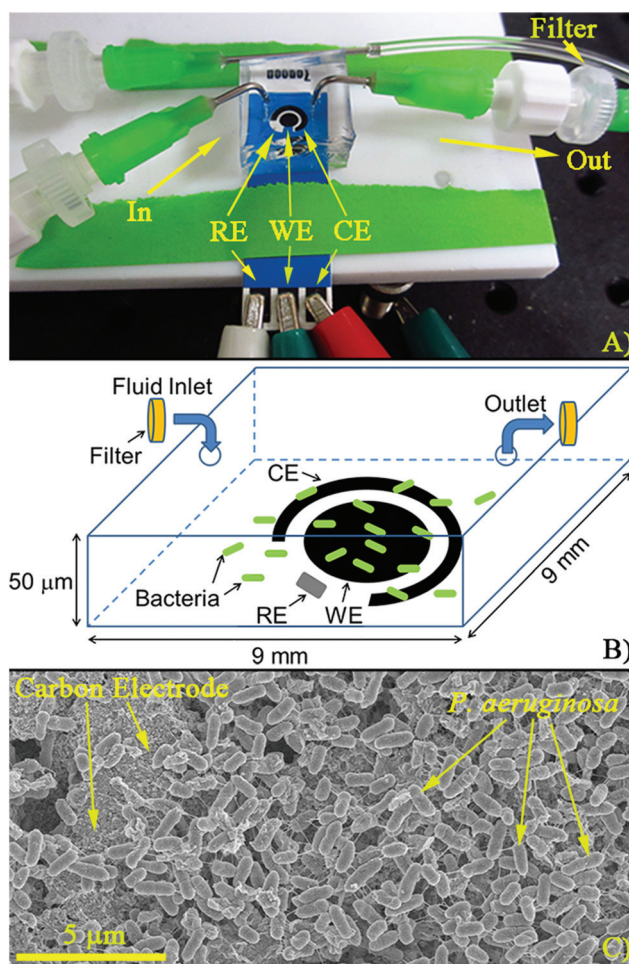 Filter
In
Out
RE WE CE
A)
Fluid Inlet
Outlet
Filter
CE
50 μm
Bacteria
RE
WE
9 mm
9 mm
B)
Carbon Electrode
P. aeruginosa
5 μm
C)